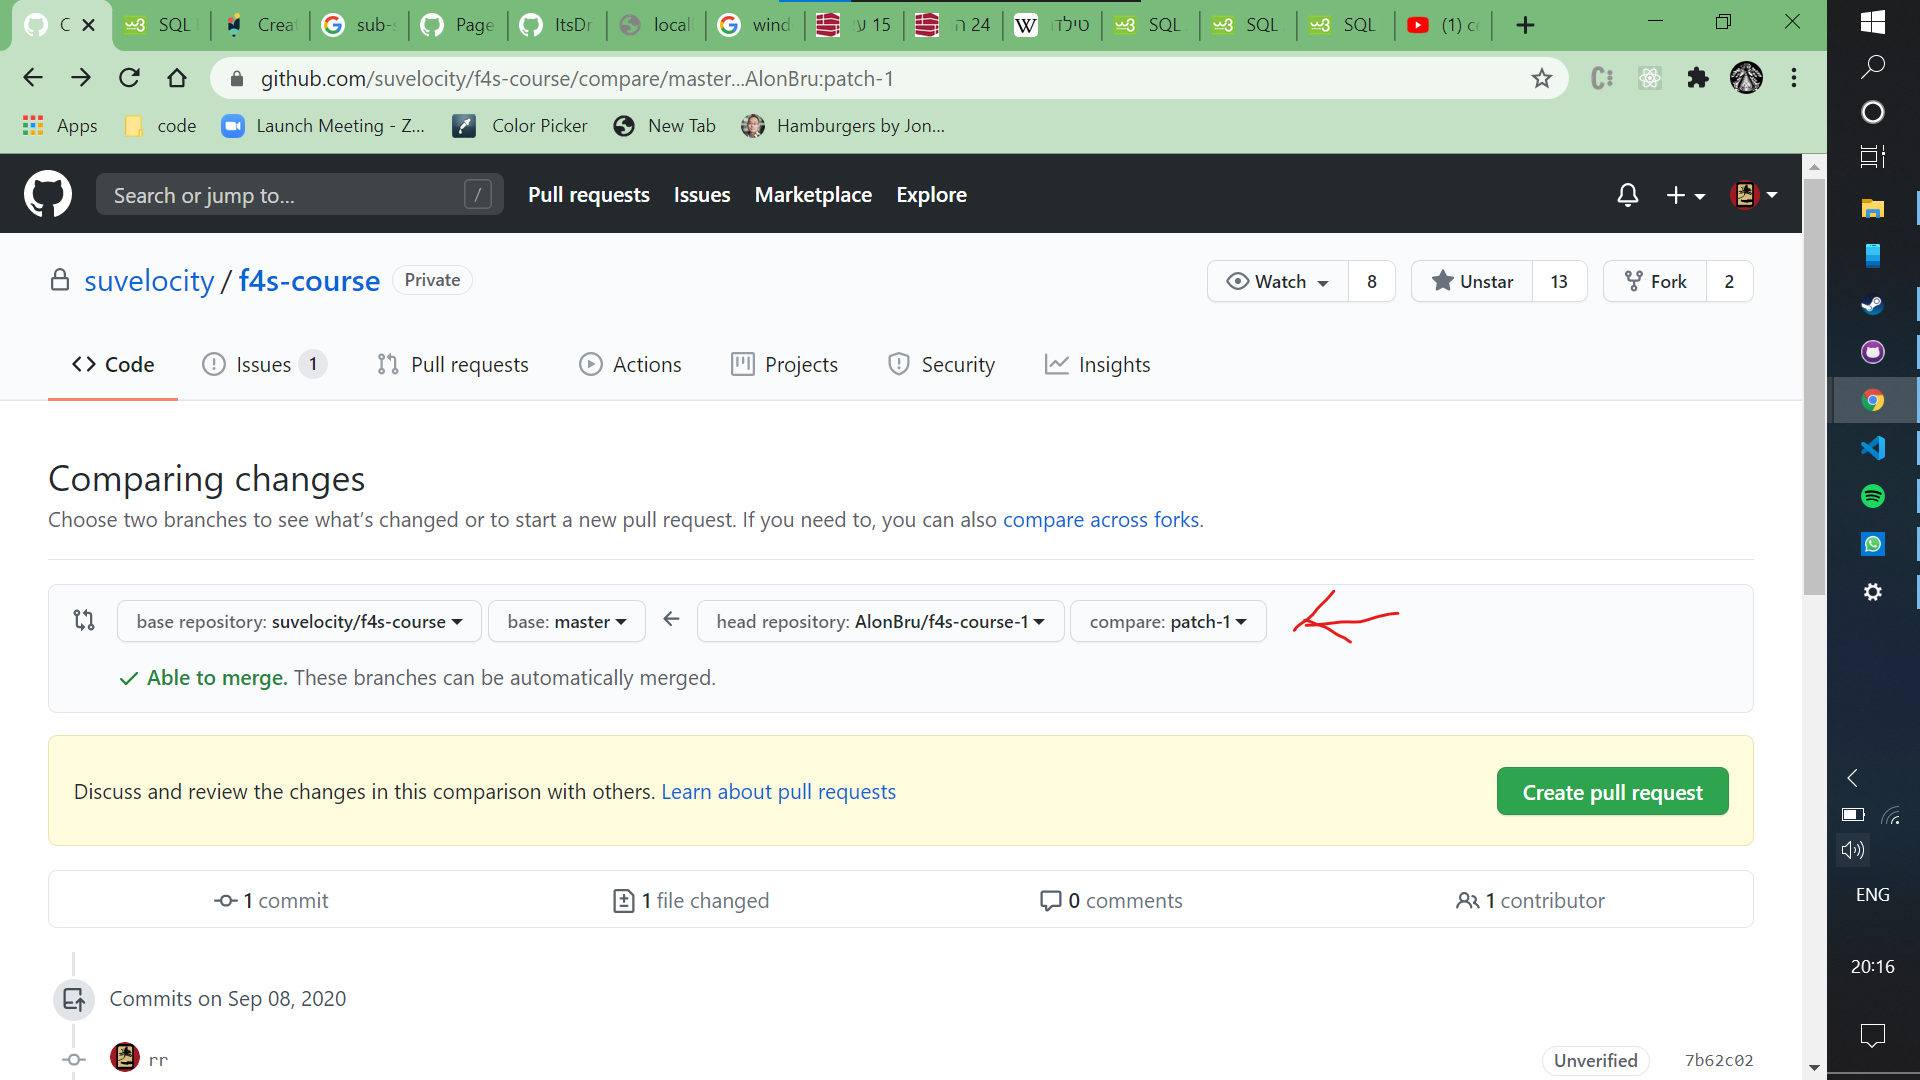 C
SQL
Creat
sub-s
Page
ItsDr
locall
wind
15 ע
24 ה
טילדו
SQL
SQL
SQL
(1) ce
github.com/suvelocity/f4s-course/compare/master...AlonBru:patch-1
Apps
code
Launch Meeting - Z...
Color Picker
New Tab
Hamburgers by Jon...
Search or jump to...
/
Pull requests
Issues
Marketplace
Explore
suvelocity / f4s-course
Private
Watch 8
Unstar 13
Fork 2
Code
Issues 1
Pull requests
Actions
Projects
Security
Insights
Comparing changes
Choose two branches to see what's changed or to start a new pull request. If you need to, you can also compare across forks.
base repository: suvelocity/f4s-course
base: master
head repository: AlonBru/f4s-course-1
compare: patch-1
Able to merge. These branches can be automatically merged.
Discuss and review the changes in this comparison with others. Learn about pull requests
Create pull request
1 commit
1 file changed
0 comments
1 contributor
Commits on Sep 08, 2020
rr
Unverified
7b62c02
ENG
20:16